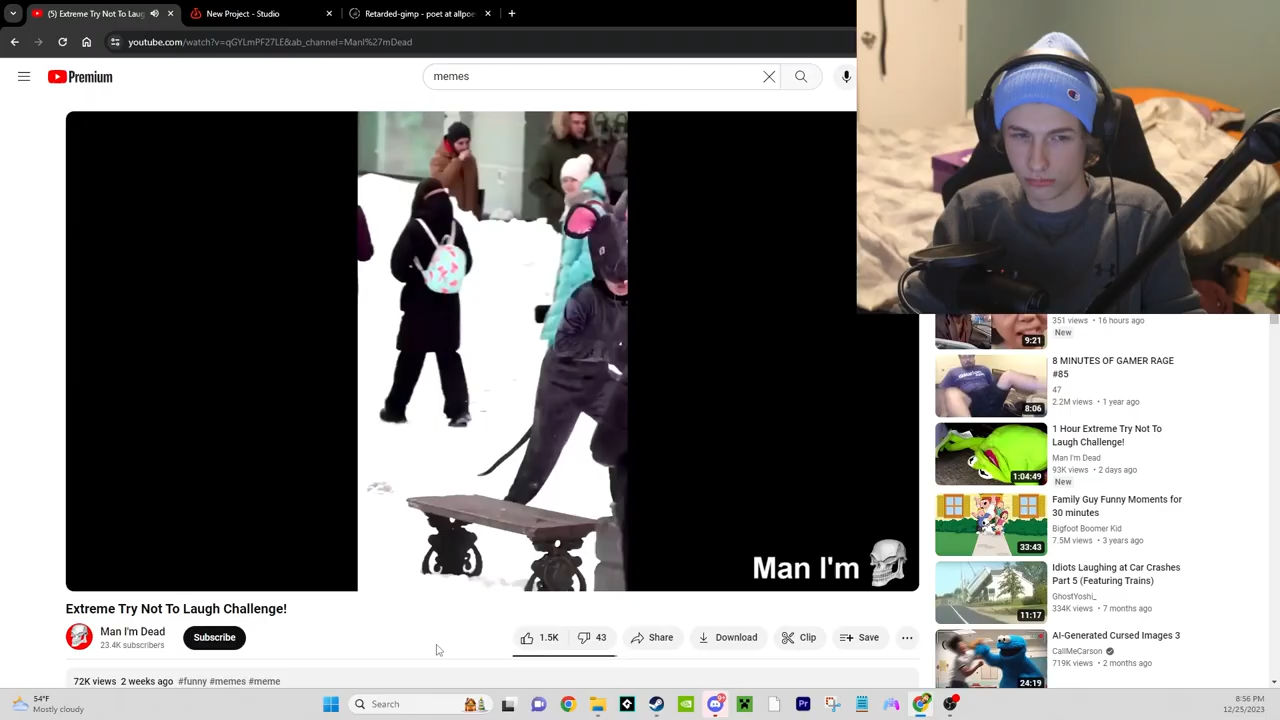 (5) Extreme Try Not To Laug
New Project - Studio
Retarded-gimp - poet at allpoe
youtube.com/watch?v=qGYLmPF27LE&ab_channel=ManI%27mDead
Premium
memes
Man I'm
Extreme Try Not To Laugh Challenge!
Man I'm Dead
23.4K subscribers
Subscribe
1.5K
43
Share
Download
Clip
Save
72K views 2 weeks ago #funny #memes #meme
351 views • 16 hours ago
New
9:21
8 MINUTES OF GAMER RAGE
#85
47
2.2M views • 1 year ago
8:06
1 Hour Extreme Try Not To
Laugh Challenge!
Man I'm Dead
93K views • 2 days ago
New
1:04:49
Family Guy Funny Moments for
30 minutes
Bigfoot Boomer Kid
7.5M views • 3 years ago
33:43
Idiots Laughing at Car Crashes
Part 5 (Featuring Trains)
GhostYoshi_
334K views • 7 months ago
11:17
AI-Generated Cursed Images 3
CallMeCarson
719K views • 2 months ago
24:19
54°F
Mostly cloudy
Search
Pr
8:56 PM
12/25/2023